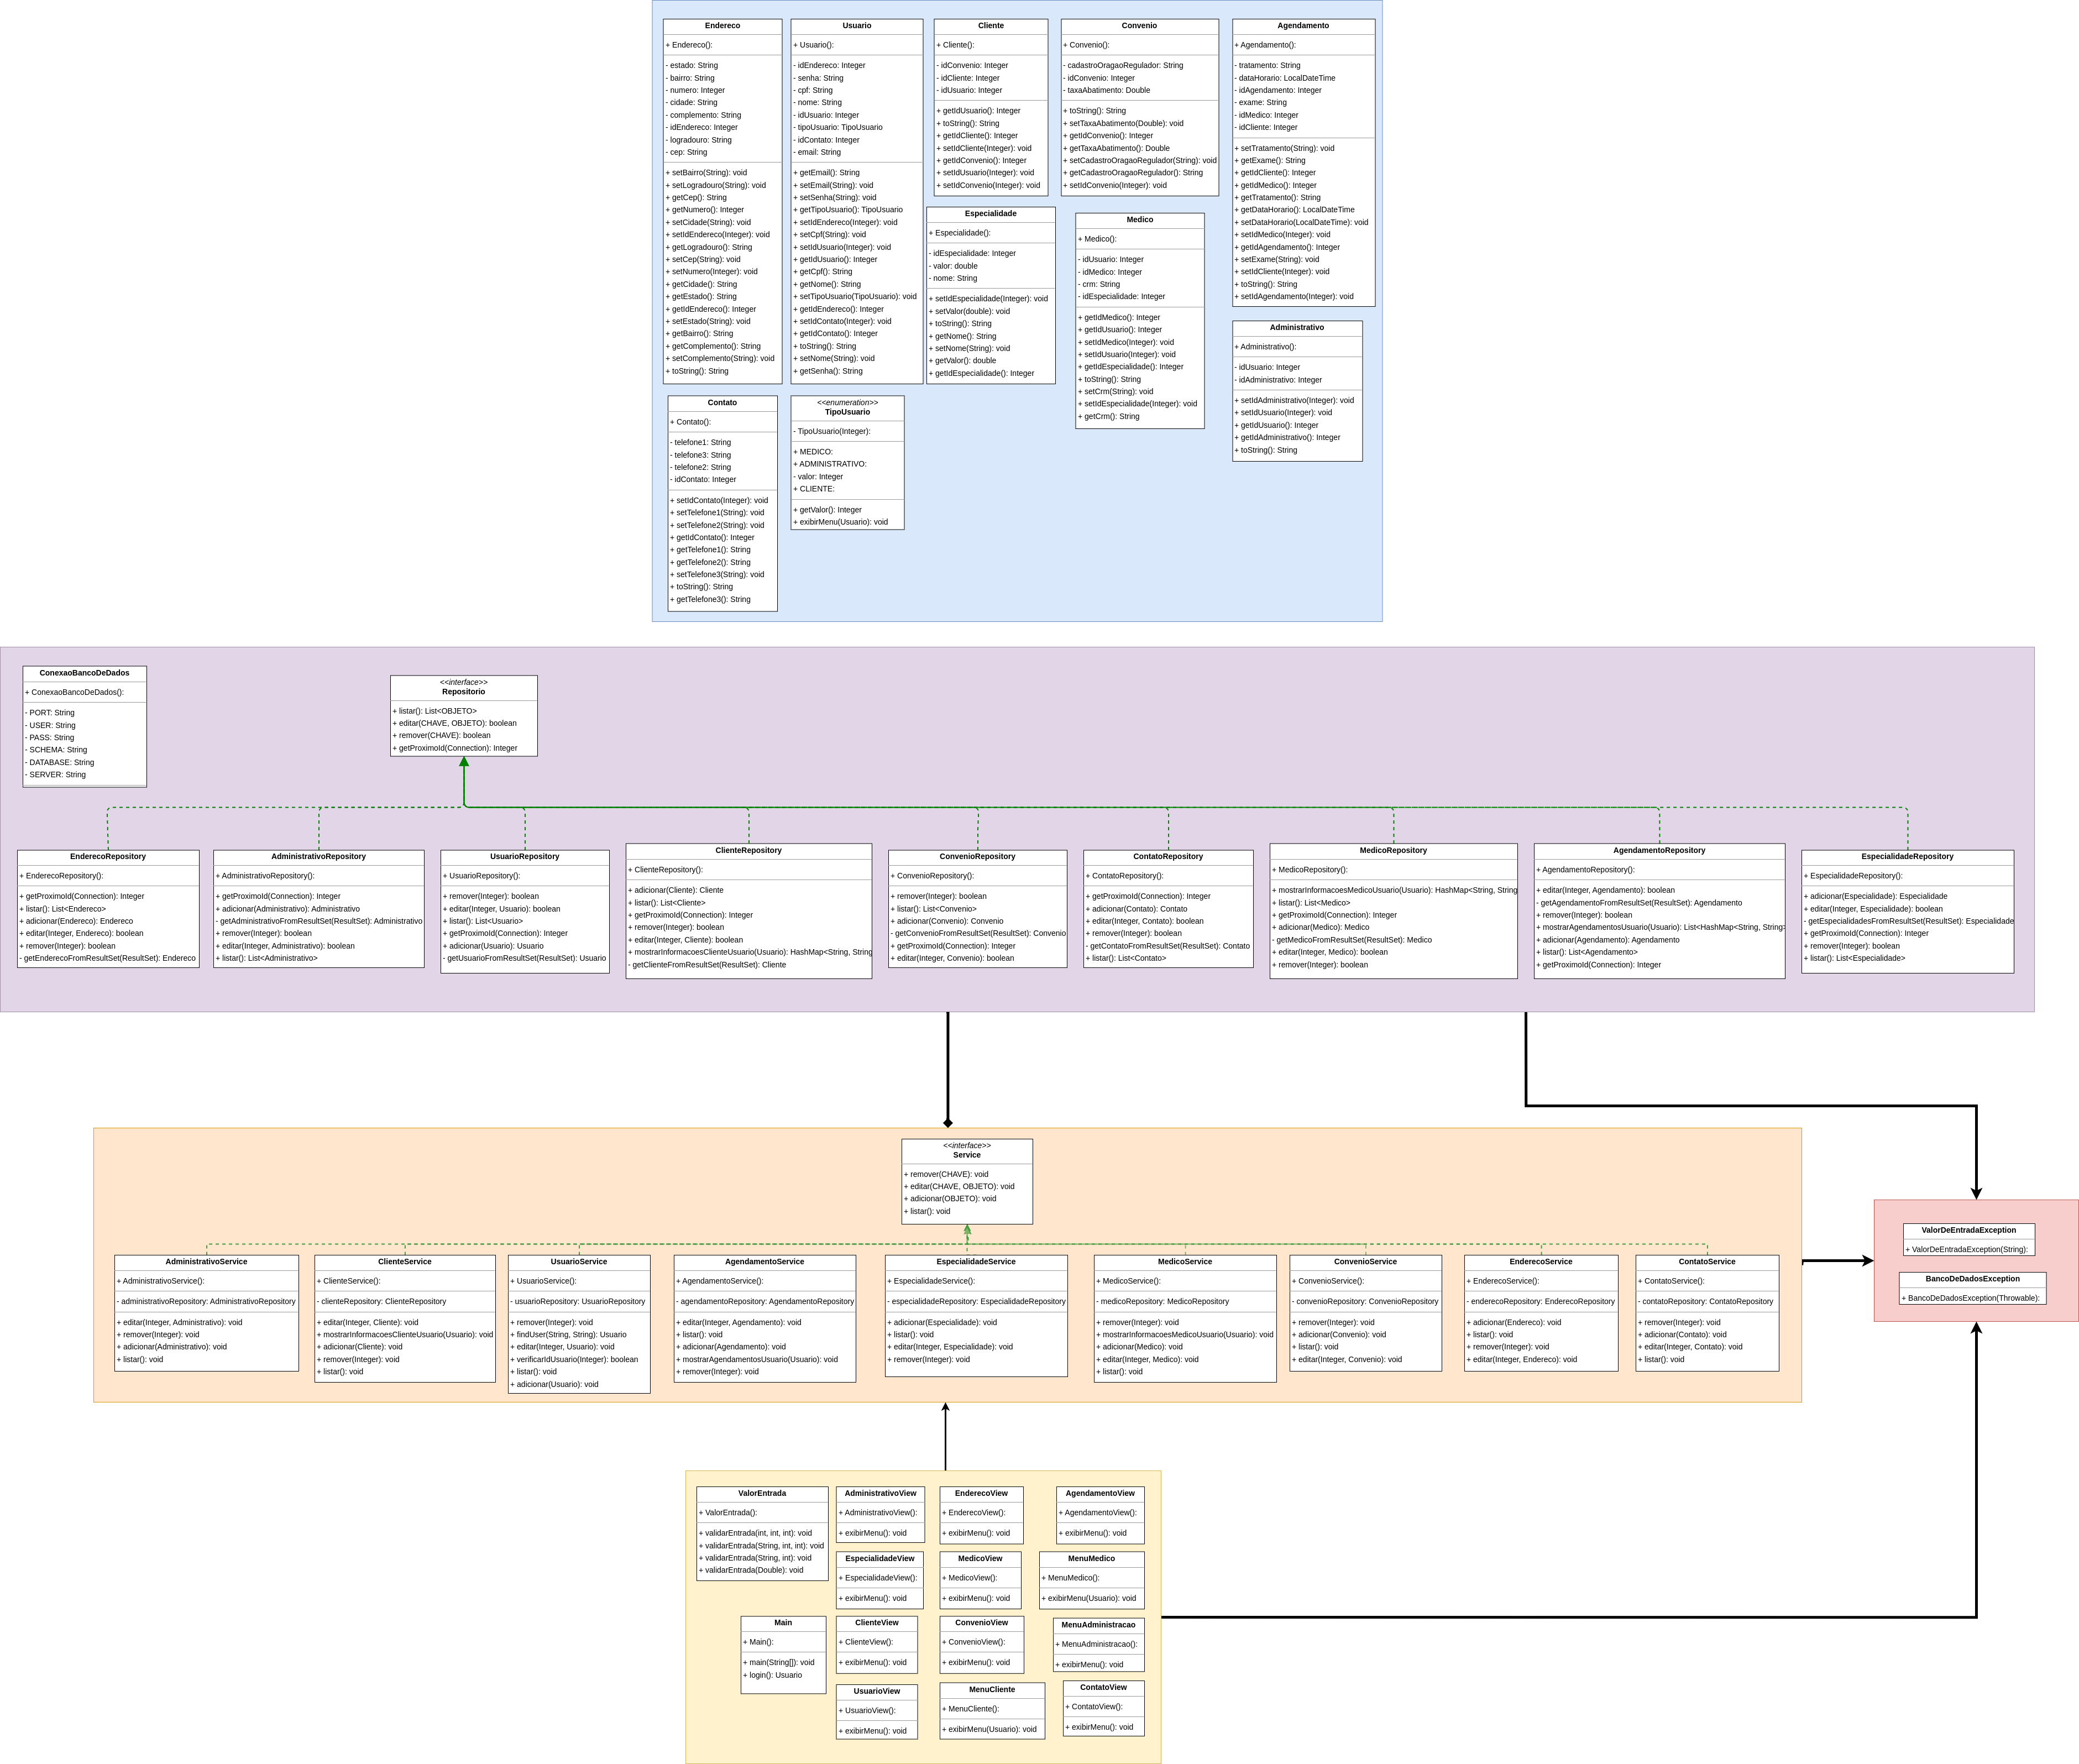 Endereco
+ Endereco():
- estado: String
- bairro: String
- numero: Integer
- cidade: String
- complemento: String
- idEndereco: Integer
- logradouro: String
- cep: String
+ setBairro(String): void
+ setLogradouro(String): void
+ getCep(): String
+ getNumero(): Integer
+ setCidade(String): void
+ setIdEndereco(Integer): void
+ getLogradouro(): String
+ setCep(String): void
+ setNumero(Integer): void
+ getCidade(): String
+ getEstado(): String
+ getIdEndereco(): Integer
+ setEstado(String): void
+ getBairro(): String
+ getComplemento(): String
+ setComplemento(String): void
+ toString(): String
Usuario
+ Usuario():
- idEndereco: Integer
- senha: String
- cpf: String
- nome: String
- idUsuario: Integer
- tipoUsuario: TipoUsuario
- idContato: Integer
- email: String
+ getEmail(): String
+ setEmail(String): void
+ setSenha(String): void
+ getTipoUsuario(): TipoUsuario
+ setIdEndereco(Integer): void
+ setCpf(String): void
+ setIdUsuario(Integer): void
+ getIdUsuario(): Integer
+ getCpf(): String
+ getNome(): String
+ setTipoUsuario(TipoUsuario): void
+ getIdEndereco(): Integer
+ setIdContato(Integer): void
+ getIdContato(): Integer
+ toString(): String
+ setNome(String): void
+ getSenha(): String
Cliente
+ Cliente():
- idConvenio: Integer
- idCliente: Integer
- idUsuario: Integer
+ getIdUsuario(): Integer
+ toString(): String
+ getIdCliente(): Integer
+ setIdCliente(Integer): void
+ getIdConvenio(): Integer
+ setIdUsuario(Integer): void
+ setIdConvenio(Integer): void
Convenio
+ Convenio():
- cadastroOragaoRegulador: String
- idConvenio: Integer
- taxaAbatimento: Double
+ toString(): String
+ setTaxaAbatimento(Double): void
+ getIdConvenio(): Integer
+ getTaxaAbatimento(): Double
+ setCadastroOragaoRegulador(String): void
+ getCadastroOragaoRegulador(): String
+ setIdConvenio(Integer): void
Agendamento
+ Agendamento():
- tratamento: String
- dataHorario: LocalDateTime
- idAgendamento: Integer
- exame: String
- idMedico: Integer
- idCliente: Integer
+ setTratamento(String): void
+ getExame(): String
+ getIdCliente(): Integer
+ getIdMedico(): Integer
+ getTratamento(): String
+ getDataHorario(): LocalDateTime
+ setDataHorario(LocalDateTime): void
+ setIdMedico(Integer): void
+ getIdAgendamento(): Integer
+ setExame(String): void
+ setIdCliente(Integer): void
+ toString(): String
+ setIdAgendamento(Integer): void
Especialidade
+ Especialidade():
- idEspecialidade: Integer
- valor: double
- nome: String
+ setIdEspecialidade(Integer): void
+ setValor(double): void
+ toString(): String
+ getNome(): String
+ setNome(String): void
+ getValor(): double
+ getIdEspecialidade(): Integer
Medico
+ Medico():
- idUsuario: Integer
- idMedico: Integer
- crm: String
- idEspecialidade: Integer
+ getIdMedico(): Integer
+ getIdUsuario(): Integer
+ setIdMedico(Integer): void
+ setIdUsuario(Integer): void
+ getIdEspecialidade(): Integer
+ toString(): String
+ setCrm(String): void
+ setIdEspecialidade(Integer): void
+ getCrm(): String
Administrativo
+ Administrativo():
- idUsuario: Integer
- idAdministrativo: Integer
+ setIdAdministrativo(Integer): void
+ setIdUsuario(Integer): void
+ getIdUsuario(): Integer
+ getIdAdministrativo(): Integer
+ toString(): String
Contato
+ Contato():
- telefone1: String
- telefone3: String
- telefone2: String
- idContato: Integer
+ setIdContato(Integer): void
+ setTelefone1(String): void
+ setTelefone2(String): void
+ getIdContato(): Integer
+ getTelefone1(): String
+ getTelefone2(): String
+ setTelefone3(String): void
+ toString(): String
+ getTelefone3(): String
<<enumeration>>
TipoUsuario
- TipoUsuario(Integer):
+ MEDICO:
+ ADMINISTRATIVO:
- valor: Integer
+ CLIENTE:
+ getValor(): Integer
+ exibirMenu(Usuario): void
ConexaoBancoDeDados
+ ConexaoBancoDeDados():
- PORT: String
- USER: String
- PASS: String
- SCHEMA: String
- DATABASE: String
- SERVER: String
<<interface>>
Repositorio
+ listar(): List<OBJETO>
+ editar(CHAVE, OBJETO): boolean
+ remover(CHAVE): boolean
+ getProximoId(Connection): Integer
EnderecoRepository
+ EnderecoRepository():
+ getProximoId(Connection): Integer
+ listar(): List<Endereco>
+ adicionar(Endereco): Endereco
+ editar(Integer, Endereco): boolean
+ remover(Integer): boolean
- getEnderecoFromResultSet(ResultSet): Endereco
AdministrativoRepository
+ AdministrativoRepository():
+ getProximoId(Connection): Integer
+ adicionar(Administrativo): Administrativo
- getAdministrativoFromResultSet(ResultSet): Administrativo
+ remover(Integer): boolean
+ editar(Integer, Administrativo): boolean
+ listar(): List<Administrativo>
UsuarioRepository
+ UsuarioRepository():
+ remover(Integer): boolean
+ editar(Integer, Usuario): boolean
+ listar(): List<Usuario>
+ getProximoId(Connection): Integer
+ adicionar(Usuario): Usuario
- getUsuarioFromResultSet(ResultSet): Usuario
ClienteRepository
+ ClienteRepository():
+ adicionar(Cliente): Cliente
+ listar(): List<Cliente>
+ getProximoId(Connection): Integer
+ remover(Integer): boolean
+ editar(Integer, Cliente): boolean
+ mostrarInformacoesClienteUsuario(Usuario): HashMap<String, String
- getClienteFromResultSet(ResultSet): Cliente
ConvenioRepository
+ ConvenioRepository():
+ remover(Integer): boolean
+ listar(): List<Convenio>
+ adicionar(Convenio): Convenio
- getConvenioFromResultSet(ResultSet): Convenio
+ getProximoId(Connection): Integer
+ editar(Integer, Convenio): boolean
ContatoRepository
+ ContatoRepository():
+ getProximoId(Connection): Integer
+ adicionar(Contato): Contato
+ editar(Integer, Contato): boolean
+ remover(Integer): boolean
- getContatoFromResultSet(ResultSet): Contato
+ listar(): List<Contato>
MedicoRepository
+ MedicoRepository():
+ mostrarInformacoesMedicoUsuario(Usuario): HashMap<String, String
+ listar(): List<Medico>
+ getProximoId(Connection): Integer
+ adicionar(Medico): Medico
- getMedicoFromResultSet(ResultSet): Medico
+ editar(Integer, Medico): boolean
+ remover(Integer): boolean
AgendamentoRepository
+ AgendamentoRepository():
+ editar(Integer, Agendamento): boolean
- getAgendamentoFromResultSet(ResultSet): Agendamento
+ remover(Integer): boolean
+ mostrarAgendamentosUsuario(Usuario): List<HashMap<String, String>
+ adicionar(Agendamento): Agendamento
+ listar(): List<Agendamento>
+ getProximoId(Connection): Integer
EspecialidadeRepository
+ EspecialidadeRepository():
+ adicionar(Especialidade): Especialidade
+ editar(Integer, Especialidade): boolean
- getEspecialidadesFromResultSet(ResultSet): Especialidade
+ getProximoId(Connection): Integer
+ remover(Integer): boolean
+ listar(): List<Especialidade>
<<interface>>
Service
+ remover(CHAVE): void
+ editar(CHAVE, OBJETO): void
+ adicionar(OBJETO): void
+ listar(): void
AdministrativoService
+ AdministrativoService():
- administrativoRepository: AdministrativoRepository
+ editar(Integer, Administrativo): void
+ remover(Integer): void
+ adicionar(Administrativo): void
+ listar(): void
ClienteService
+ ClienteService():
- clienteRepository: ClienteRepository
+ editar(Integer, Cliente): void
+ mostrarInformacoesClienteUsuario(Usuario): void
+ adicionar(Cliente): void
+ remover(Integer): void
+ listar(): void
UsuarioService
+ UsuarioService():
- usuarioRepository: UsuarioRepository
+ remover(Integer): void
+ findUser(String, String): Usuario
+ editar(Integer, Usuario): void
+ verificarIdUsuario(Integer): boolean
+ listar(): void
+ adicionar(Usuario): void
AgendamentoService
+ AgendamentoService():
- agendamentoRepository: AgendamentoRepository
+ editar(Integer, Agendamento): void
+ listar(): void
+ adicionar(Agendamento): void
+ mostrarAgendamentosUsuario(Usuario): void
+ remover(Integer): void
EspecialidadeService
+ EspecialidadeService():
- especialidadeRepository: EspecialidadeRepository
+ adicionar(Especialidade): void
+ listar(): void
+ editar(Integer, Especialidade): void
+ remover(Integer): void
MedicoService
+ MedicoService():
- medicoRepository: MedicoRepository
+ remover(Integer): void
+ mostrarInformacoesMedicoUsuario(Usuario): void
+ adicionar(Medico): void
+ editar(Integer, Medico): void
+ listar(): void
ConvenioService
+ ConvenioService():
- convenioRepository: ConvenioRepository
+ remover(Integer): void
+ adicionar(Convenio): void
+ listar(): void
+ editar(Integer, Convenio): void
EnderecoService
+ EnderecoService():
- enderecoRepository: EnderecoRepository
+ adicionar(Endereco): void
+ listar(): void
+ remover(Integer): void
+ editar(Integer, Endereco): void
ContatoService
+ ContatoService():
- contatoRepository: ContatoRepository
+ remover(Integer): void
+ adicionar(Contato): void
+ editar(Integer, Contato): void
+ listar(): void
ValorDeEntradaException
+ ValorDeEntradaException(String):
BancoDeDadosException
+ BancoDeDadosException(Throwable):
ValorEntrada
+ ValorEntrada():
+ validarEntrada(int, int, int): void
+ validarEntrada(String, int, int): void
+ validarEntrada(String, int): void
+ validarEntrada(Double): void
AdministrativoView
+ AdministrativoView():
+ exibirMenu(): void
EnderecoView
+ EnderecoView():
+ exibirMenu(): void
AgendamentoView
+ AgendamentoView():
+ exibirMenu(): void
EspecialidadeView
+ EspecialidadeView():
+ exibirMenu(): void
MedicoView
+ MedicoView():
+ exibirMenu(): void
MenuMedico
+ MenuMedico():
+ exibirMenu(Usuario): void
Main
+ Main():
+ main(String[]): void
+ login(): Usuario
ClienteView
+ ClienteView():
+ exibirMenu(): void
ConvenioView
+ ConvenioView():
+ exibirMenu(): void
MenuAdministracao
+ MenuAdministracao():
+ exibirMenu(): void
UsuarioView
+ UsuarioView():
+ exibirMenu(): void
MenuCliente
+ MenuCliente():
+ exibirMenu(Usuario): void
ContatoView
+ ContatoView():
+ exibirMenu(): void